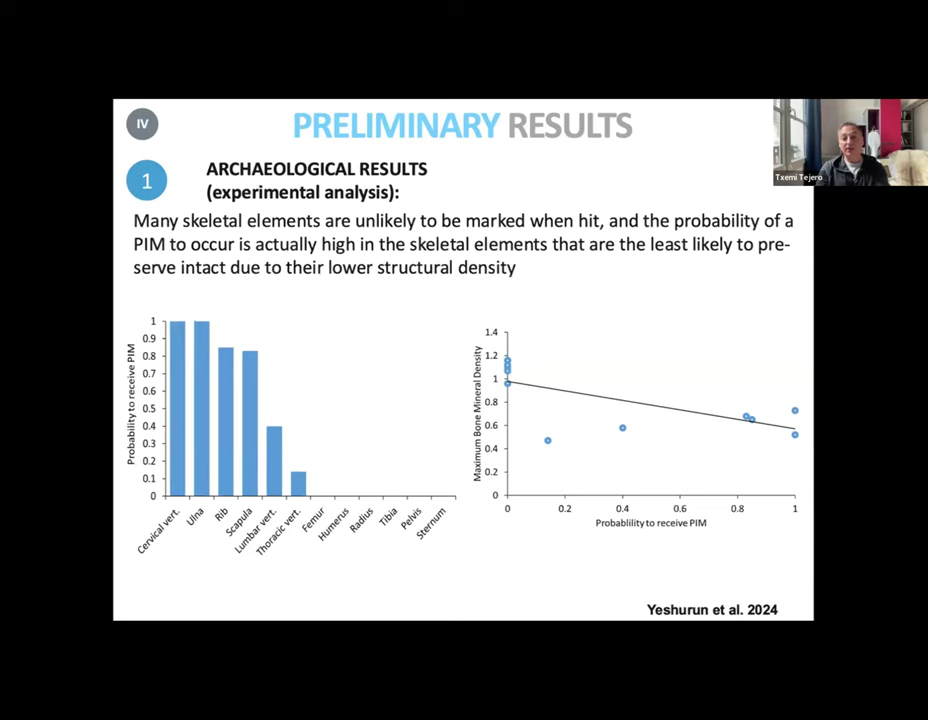 IV
PRELIMINARY RESULTS
Txemi Tejero
1
ARCHAEOLOGICAL RESULTS
(experimental analysis):
Many skeletal elements are unlikely to be marked when hit, and the probability of a
PIM to occur is actually high in the skeletal elements that are the least likely to pre-
serve intact due to their lower structural density
Probability to receive PIM
1
0.9
0.8
0.7
0.6
0.5
0.4
0.3
0.2
0.1
0
Cervical vert.
Ulna
Rib
Scapula
Lumbar vert.
Thoracic vert.
Femur
Humerus
Radius
Tibia
Pelvis
Sternum
Maximum Bone Mineral Density
1.4
1.2
1
0.8
0.6
0.4
0.2
0
0
0.2
0.4
0.6
0.8
1
Probablility to receive PIM
Yeshurun et al. 2024